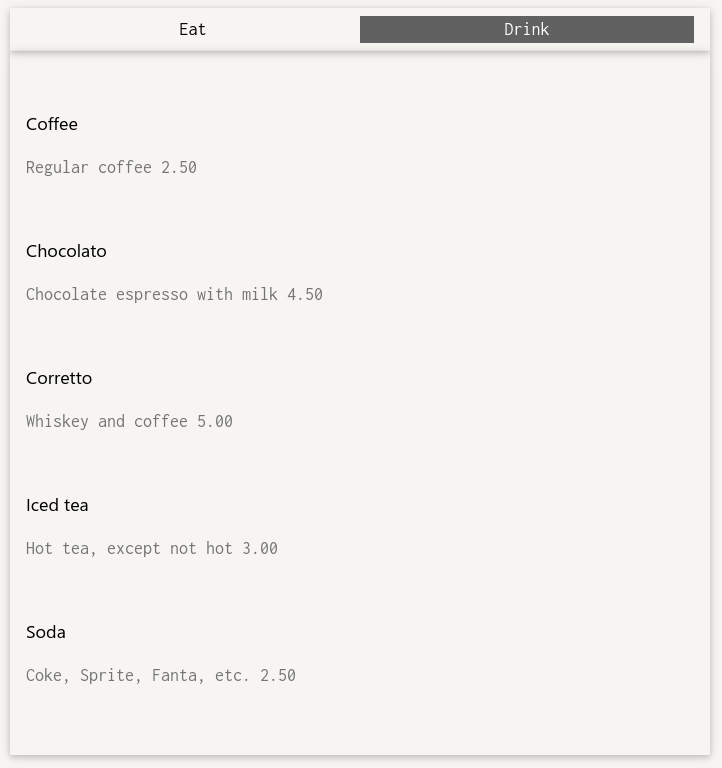 Eat
Drink
Coffee
Regular coffee 2.50
Chocolato
Chocolate espresso with milk 4.50
Corretto
Whiskey and coffee 5.00
Iced tea
Hot tea, except not hot 3.00
Soda
Coke, Sprite, Fanta, etc. 2.50